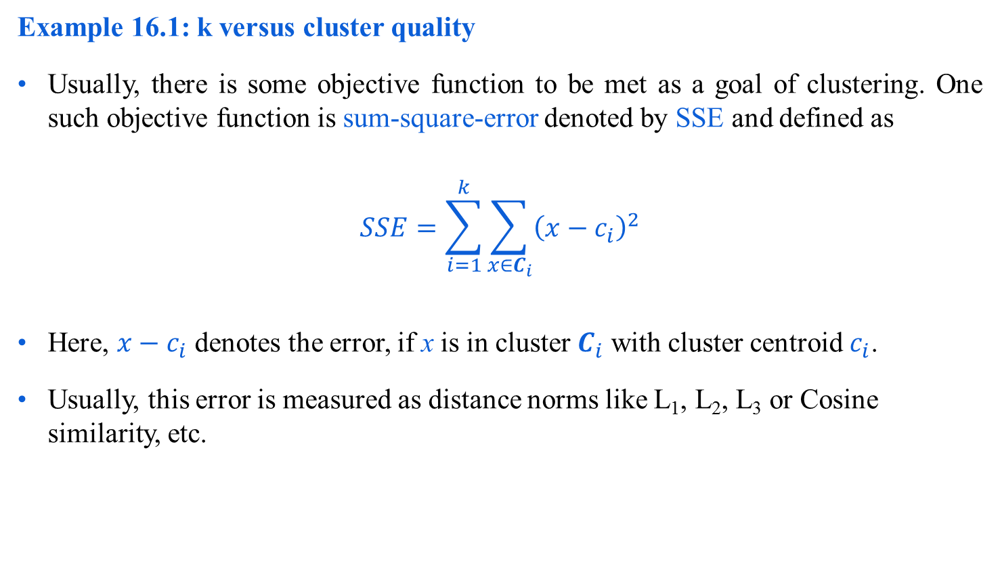 Example 16.1: k versus cluster quality
• Usually, there is some objective function to be met as a goal of clustering. One
such objective function is sum-square-error denoted by SSE and defined as
$SSE = \sum_{i=1}^{k} \sum_{x \in \boldsymbol{C}_i} (x - c_i)^2$
• Here, $x - c_i$ denotes the error, if x is in cluster $\boldsymbol{C}_i$ with cluster centroid $c_i$.
• Usually, this error is measured as distance norms like L₁, L₂, L₃ or Cosine
similarity, etc.